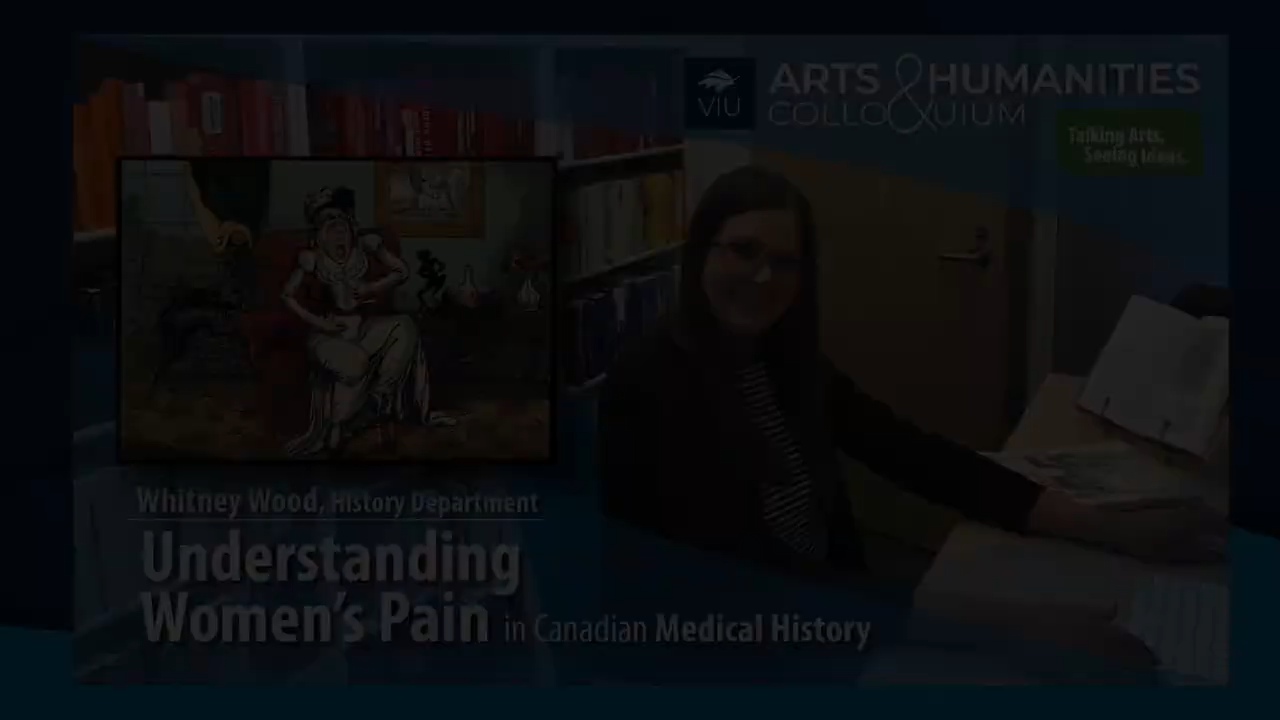 VIU
ARTS & HUMANITIES
COLLOQUIUM
Talking Arts.
Seeing Ideas.
Whitney Wood, History Department
Understanding
Women's Pain in Canadian Medical History